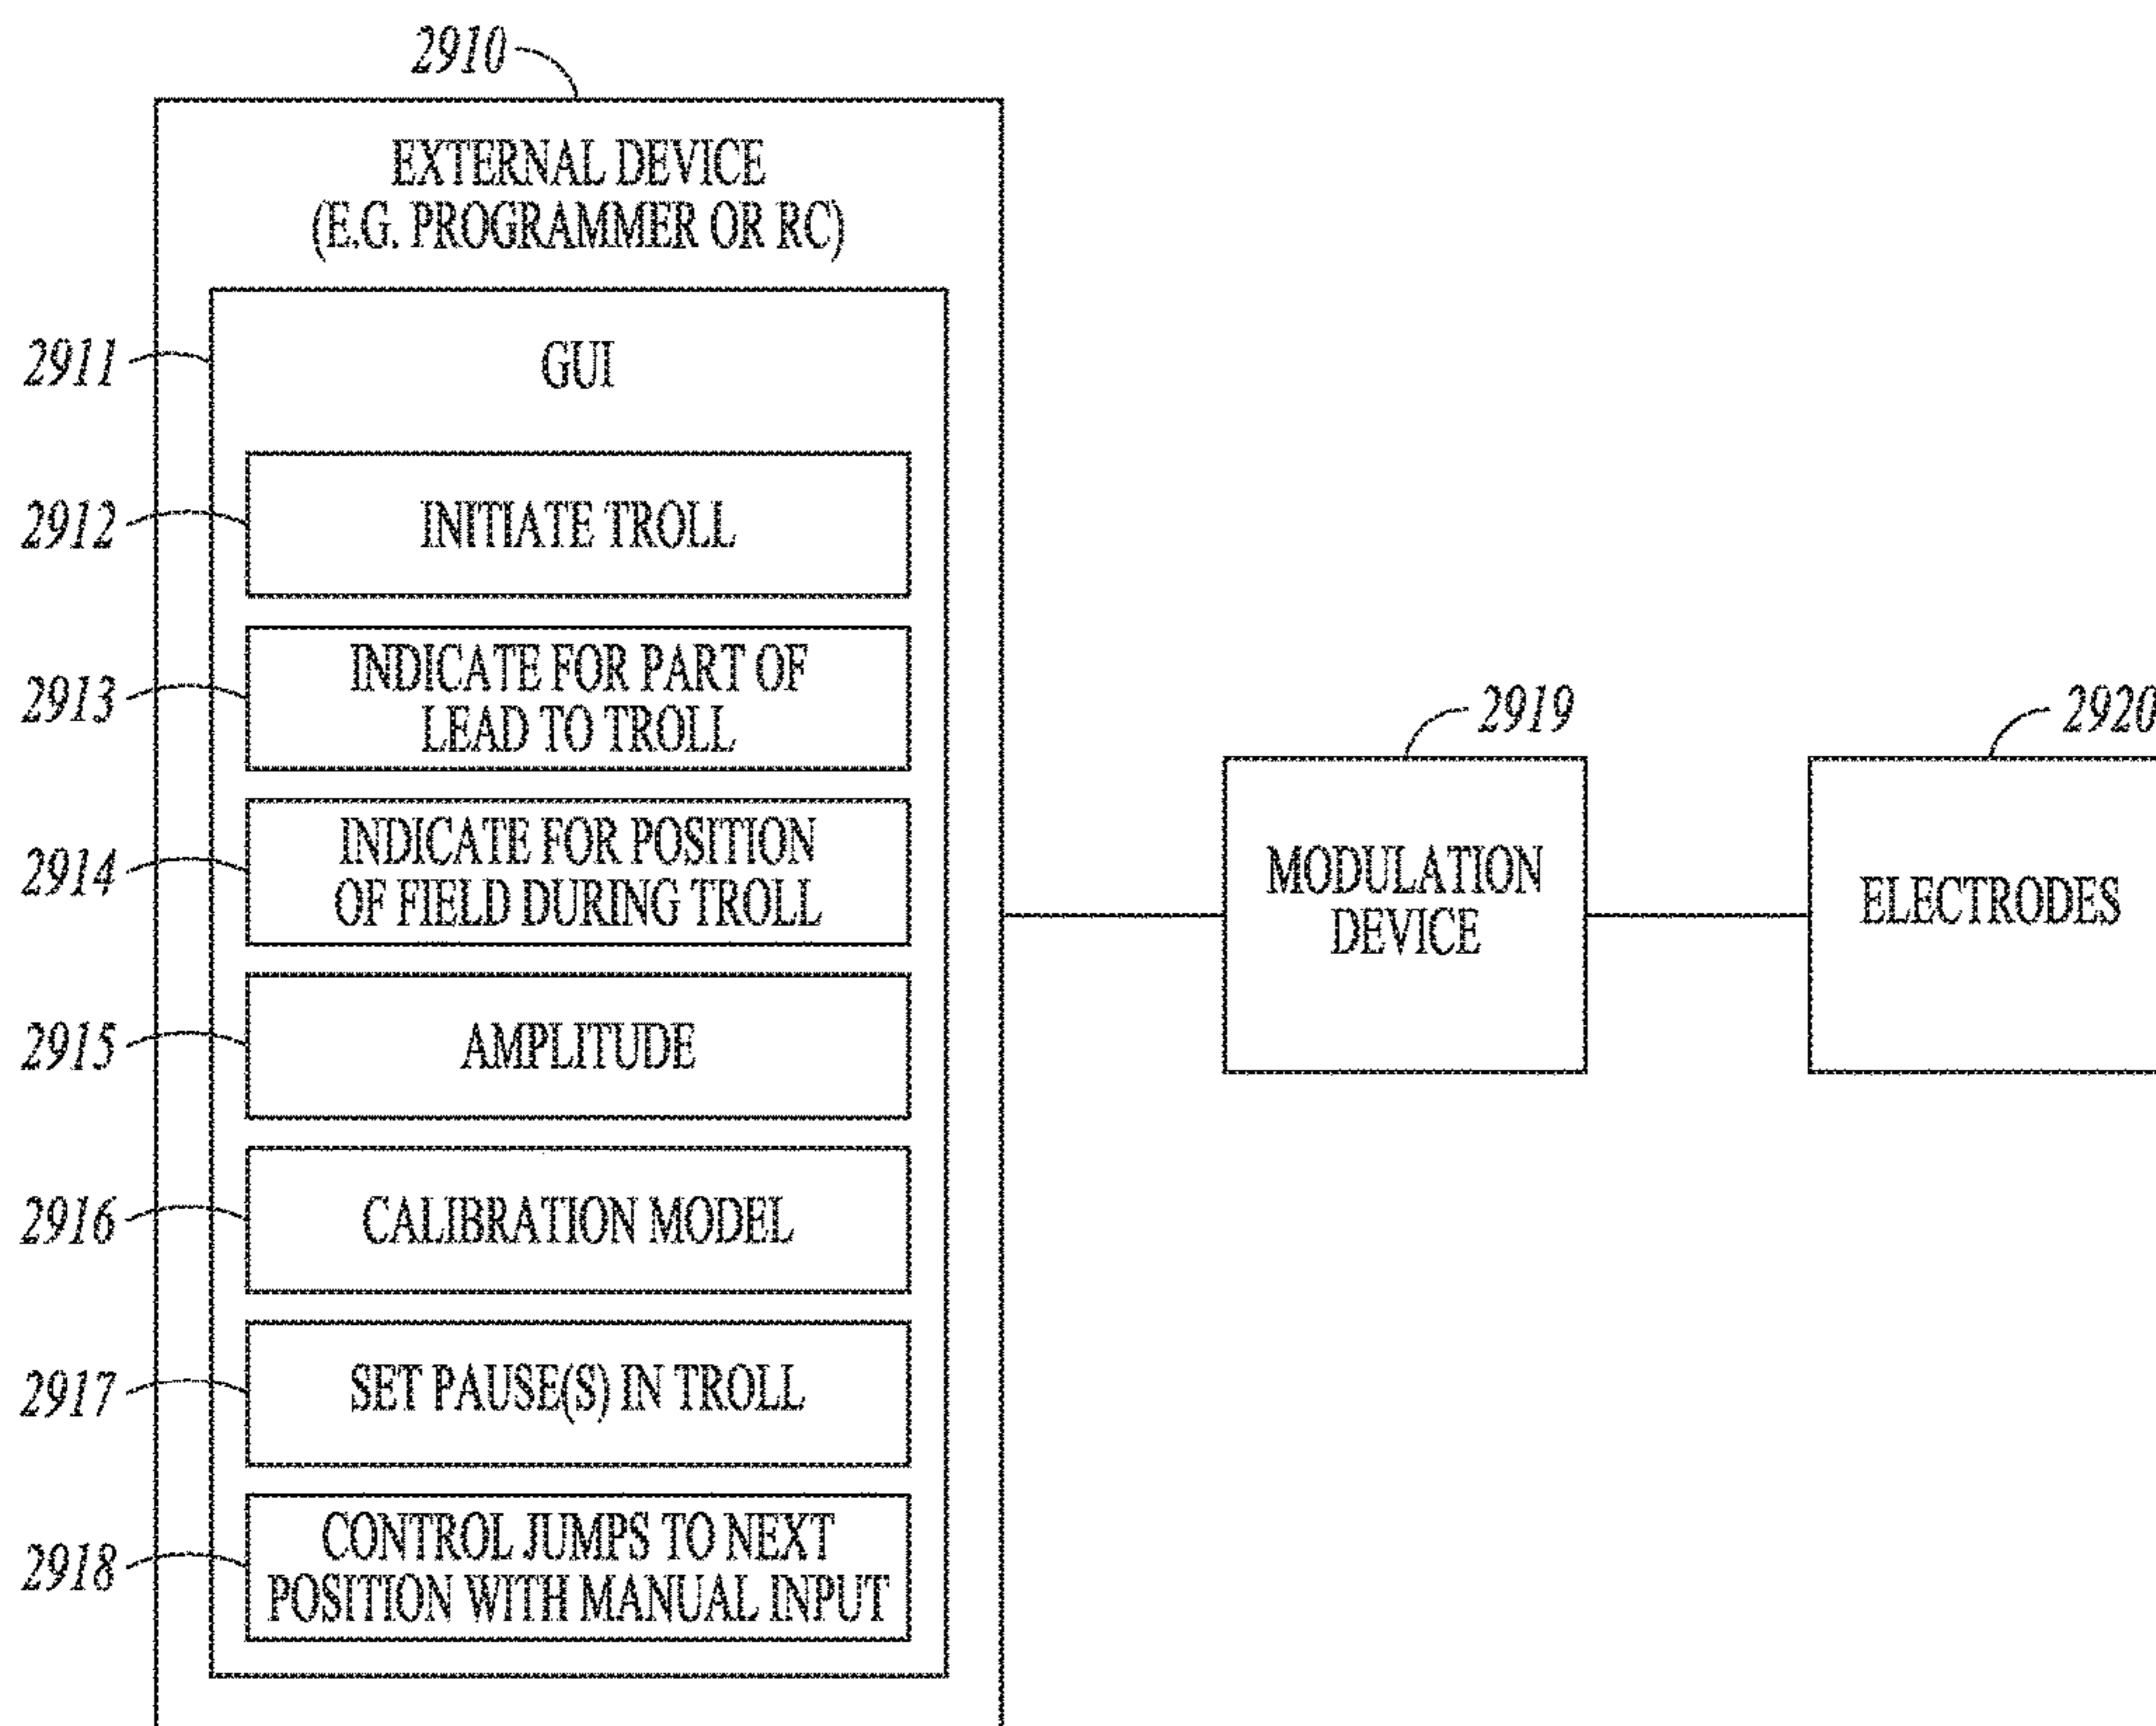 2910
EXTERNAL DEVICE
(E.G. PROGRAMMER OR RC)
2911
GUI
2912
INITIATE TROLL
2913
INDICATE FOR PART OF
LEAD TO TROLL
2914
INDICATE FOR POSITION
OF FIELD DURING TROLL
2915
AMPLITUDE
2916
CALIBRATION MODEL
2917
SET PAUSE(S) IN TROLL
2918
CONTROL JUMPS TO NEXT
POSITION WITH MANUAL INPUT
2919
MODULATION
DEVICE
2920
ELECTRODES